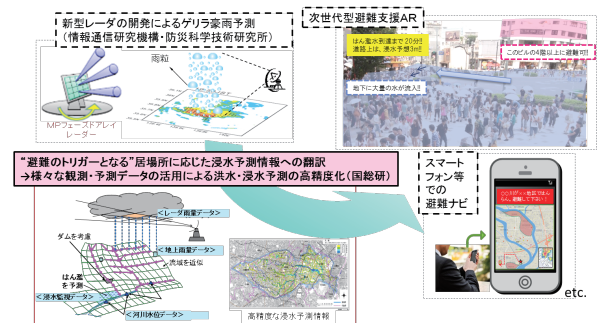 新型レーダの開発によるゲリラ豪雨予測
(情報通信研究機構・防災科学技術研究所)
雨粒
MPフェーズドアレイ
レーダー
次世代型避難支援AR
はん濫水到達まで20分!!
道路上は、浸水予想3m!!
このビルの4階以上に避難可!!
地下に大量の水が流入!!
“避難のトリガーとなる”居場所に応じた浸水予測情報への翻訳
→様々な観測・予測データの活用による洪水・浸水予測の高精度化(国総研)
スマート
フォン等
での
避難ナビ
etc.
<レーダ雨量データ>
ダムを考慮
<地上雨量データ>
流域を近似
はん濫
を予測
<浸水監視データ>
<河川水位データ>
高精度な浸水予測情報